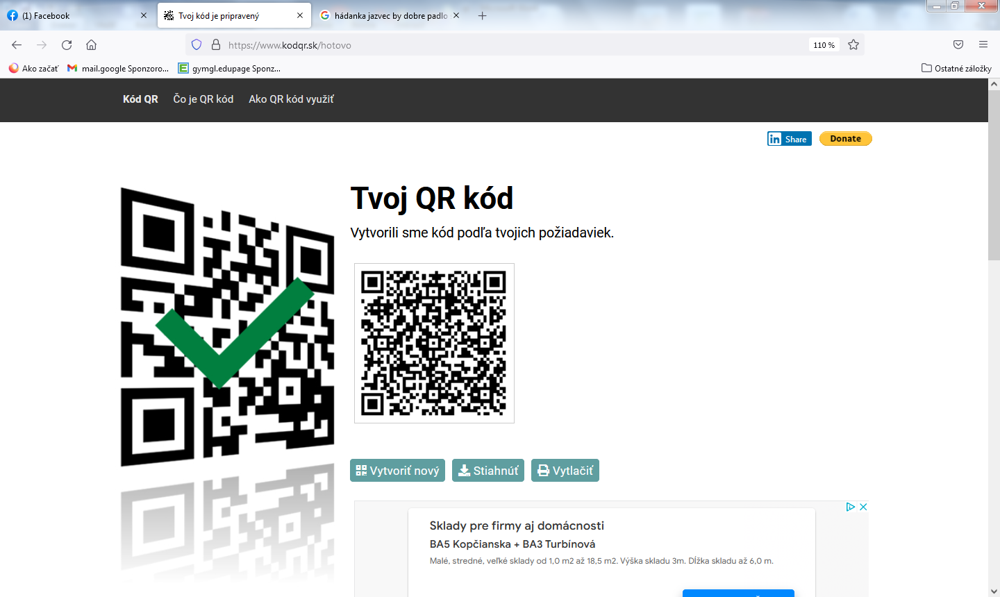 (1) Facebook
Tvoj kód je pripravený
hádanka jazvec by dobre padlo
https://www.kodqr.sk/hotovo
110 %
Ako začať
mail.google Sponzoro...
gymgl.edupage Sponz...
Ostatné záložky
Kód QR
Čo je QR kód
Ako QR kód využiť
in Share
Donate
Tvoj QR kód
Vytvorili sme kód podľa tvojich požiadaviek.
Vytvoriť nový
Stiahnúť
Vytlačiť
Sklady pre firmy aj domácnosti
BA5 Kopčianska + BA3 Turbínová
Malé, stredné, veľké sklady od 1,0 m2 až 18,5 m2. Výška skladu 3m. Dĺžka skladu až 6,0 m.